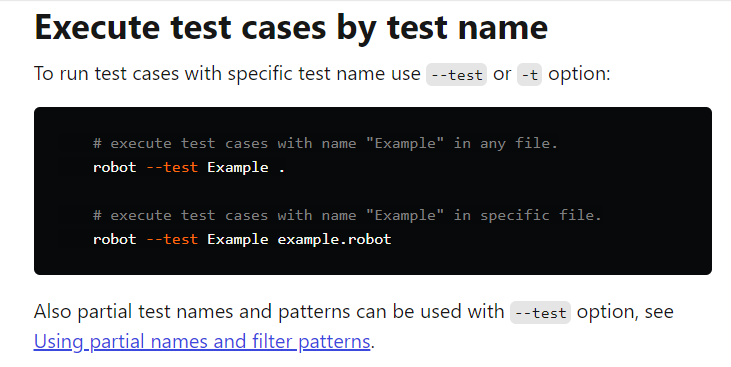 Execute test cases by test name
To run test cases with specific test name use --test or -t option:
# execute test cases with name "Example" in any file.
robot --test Example .
# execute test cases with name "Example" in specific file.
robot --test Example example.robot
Also partial test names and patterns can be used with --test option, see
Using partial names and filter patterns.